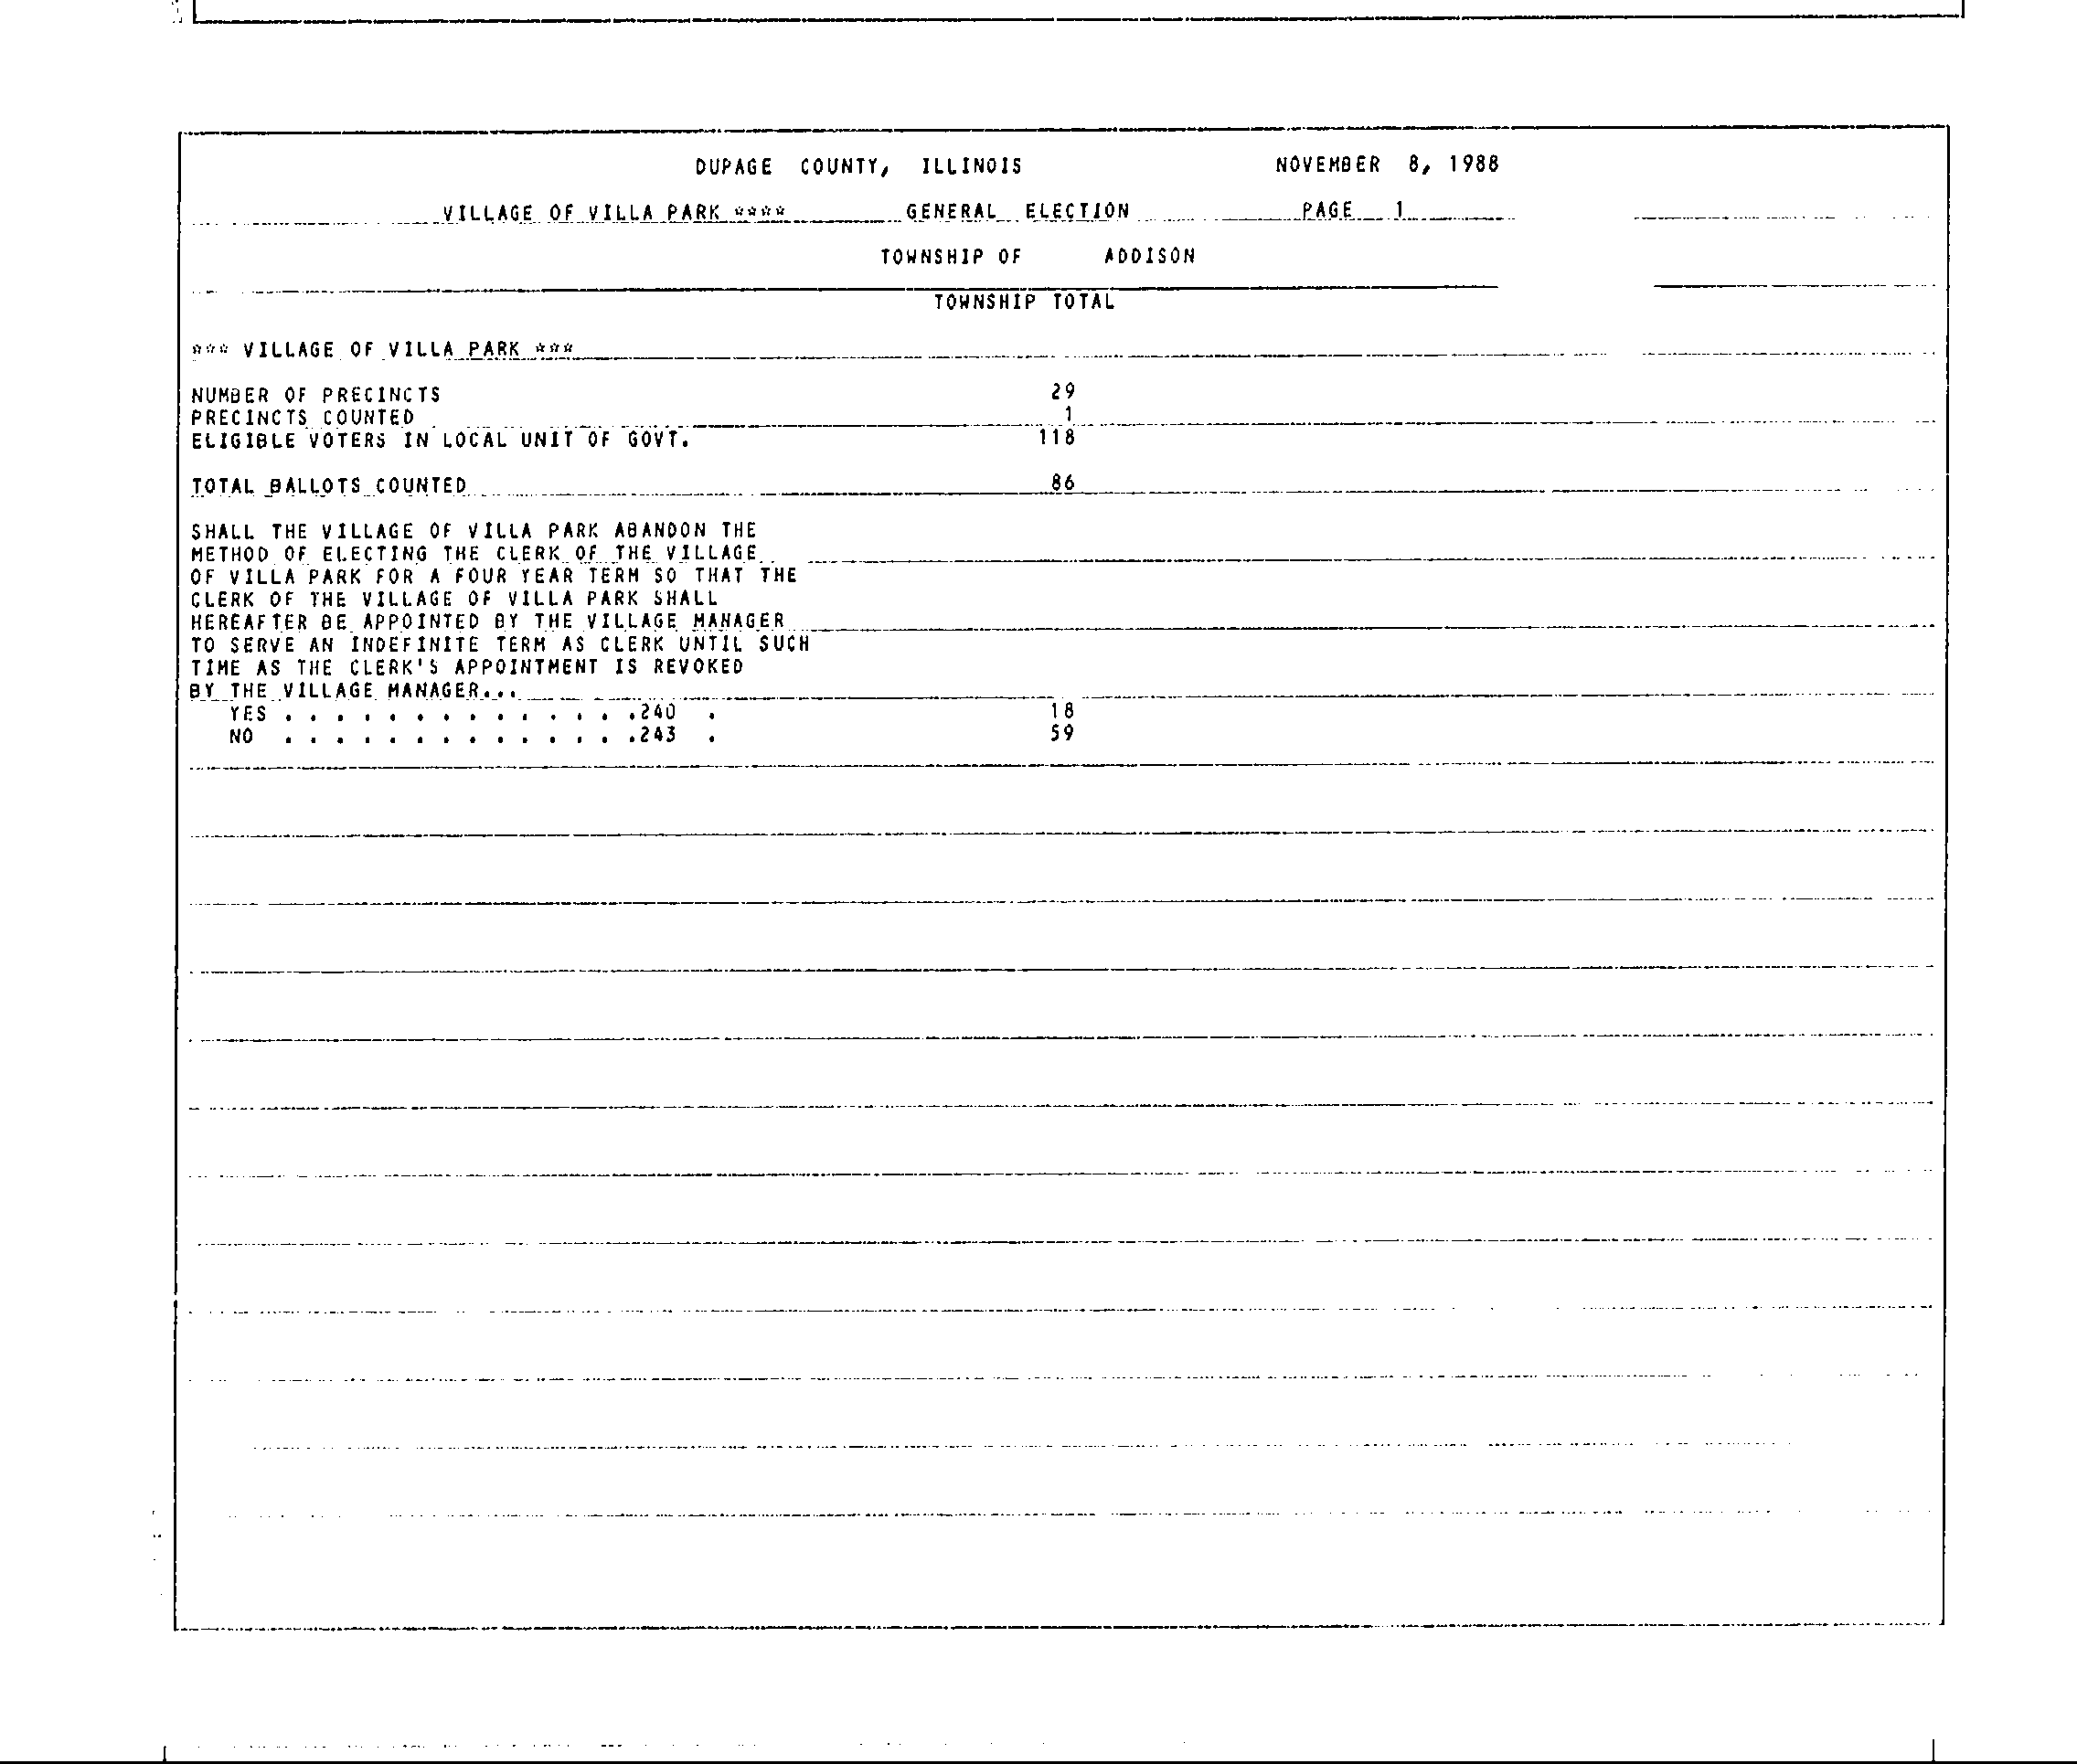 DUPAGE COUNTY, ILLINOIS NOVEMBER 8, 1988
VILLAGE OF VILLA PARK **** GENERAL ELECTION PAGE 1
TOWNSHIP OF ADDISON
TOWNSHIP TOTAL
*** VILLAGE OF VILLA PARK ***
NUMBER OF PRECINCTS 29
PRECINCTS COUNTED 1
ELIGIBLE VOTERS IN LOCAL UNIT OF GOVT. 118
TOTAL BALLOTS COUNTED 86
SHALL THE VILLAGE OF VILLA PARK ABANDON THE
METHOD OF ELECTING THE CLERK OF THE VILLAGE
OF VILLA PARK FOR A FOUR YEAR TERM SO THAT THE
CLERK OF THE VILLAGE OF VILLA PARK SHALL
HEREAFTER BE APPOINTED BY THE VILLAGE MANAGER
TO SERVE AN INDEFINITE TERM AS CLERK UNTIL SUCH
TIME AS THE CLERK'S APPOINTMENT IS REVOKED
BY THE VILLAGE MANAGER...
YES . . . . . . . . . . . . . .240 . 18
NO . . . . . . . . . . . . . .243 . 59